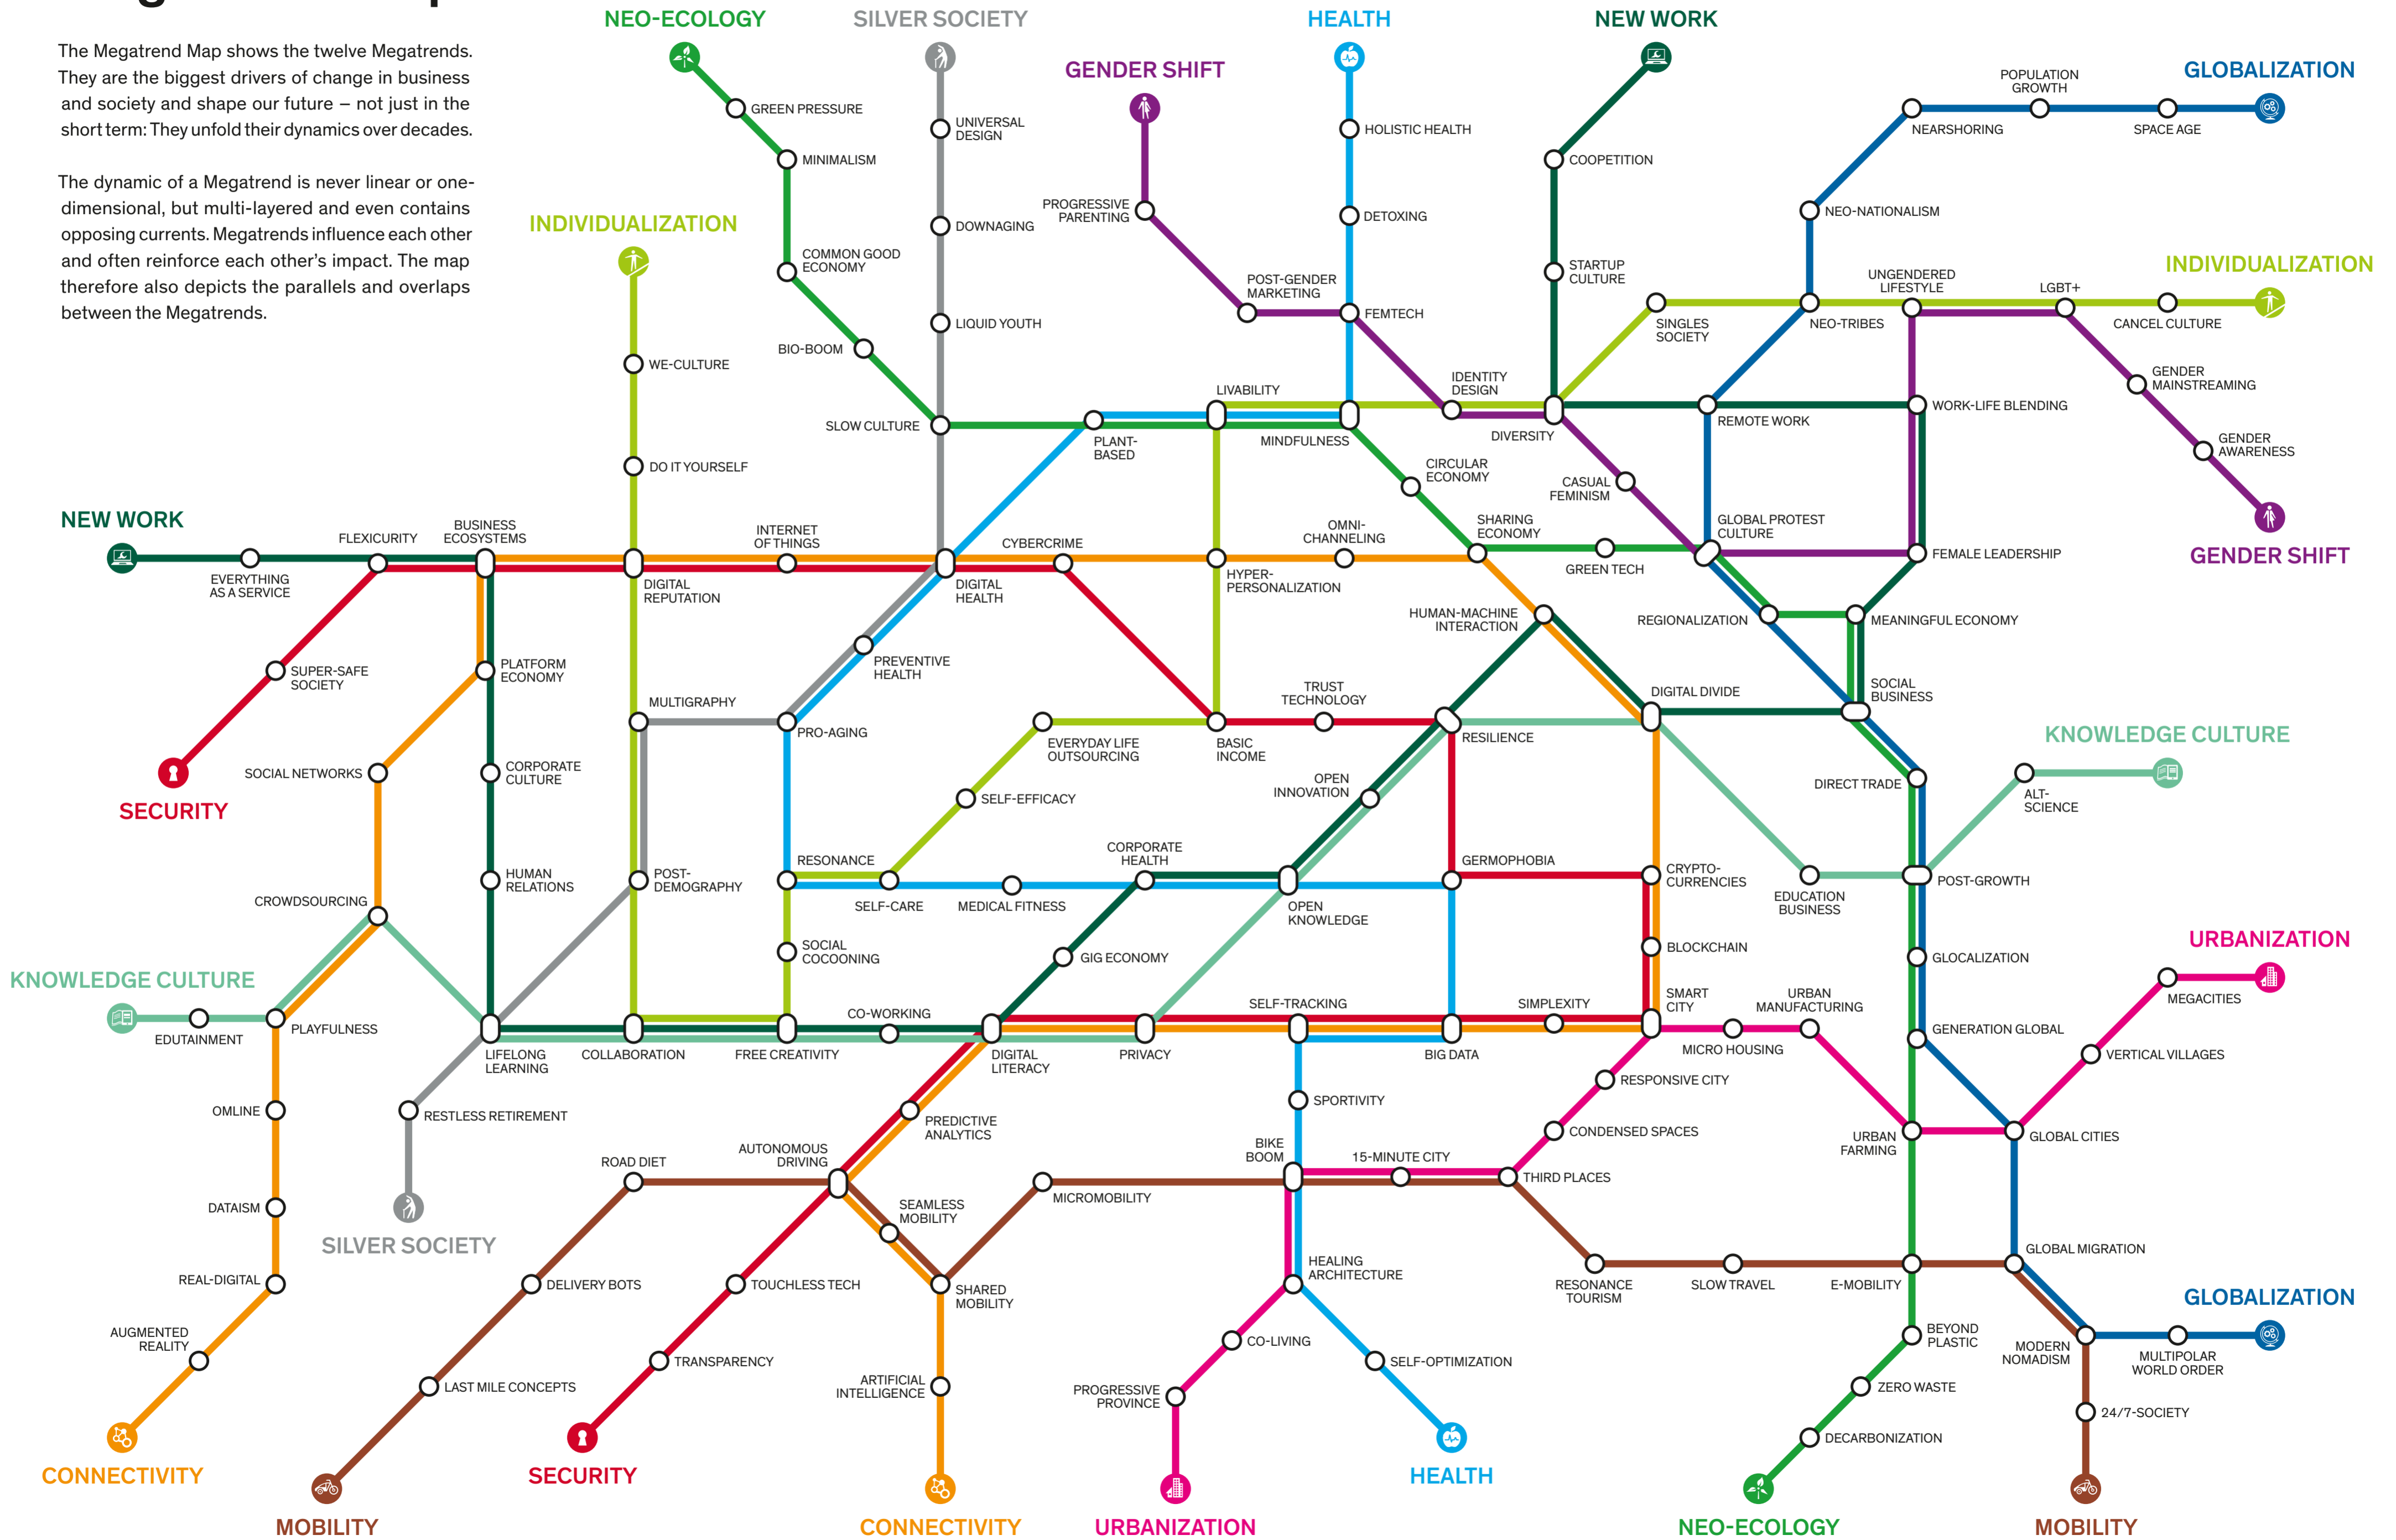 The Megatrend Map shows the twelve Megatrends.
They are the biggest drivers of change in business
and society and shape our future – not just in the
short term: They unfold their dynamics over decades.
The dynamic of a Megatrend is never linear or one-
dimensional, but multi-layered and even contains
opposing currents. Megatrends influence each other
and often reinforce each other's impact. The map
therefore also depicts the parallels and overlaps
between the Megatrends.
NEO-ECOLOGY
SILVER SOCIETY
HEALTH
NEW WORK
GENDER SHIFT
GLOBALIZATION
POPULATION
GROWTH
NEARSHORING
SPACE AGE
GREEN PRESSURE
UNIVERSAL
DESIGN
HOLISTIC HEALTH
MINIMALISM
COOPETITION
PROGRESSIVE
PARENTING
DETOXING
NEO-NATIONALISM
INDIVIDUALIZATION
DOWNAGING
COMMON GOOD
ECONOMY
STARTUP
CULTURE
INDIVIDUALIZATION
POST-GENDER
MARKETING
UNGENDERED
LIFESTYLE
LGBT+
FEMTECH
LIQUID YOUTH
SINGLES
SOCIETY
NEO-TRIBES
CANCEL CULTURE
BIO-BOOM
WE-CULTURE
IDENTITY
DESIGN
GENDER
MAINSTREAMING
LIVABILITY
SLOW CULTURE
PLANT-
BASED
MINDFULNESS
DIVERSITY
REMOTE WORK
WORK-LIFE BLENDING
GENDER
AWARENESS
DO IT YOURSELF
CIRCULAR
ECONOMY
CASUAL
FEMINISM
NEW WORK
FLEXICURITY
BUSINESS
ECOSYSTEMS
INTERNET
OF THINGS
CYBERCRIME
OMNI-
CHANNELING
SHARING
ECONOMY
GLOBAL PROTEST
CULTURE
FEMALE LEADERSHIP
GENDER SHIFT
EVERYTHING
AS A SERVICE
DIGITAL
REPUTATION
DIGITAL
HEALTH
HYPER-
PERSONALIZATION
GREEN TECH
HUMAN-MACHINE
INTERACTION
REGIONALIZATION
MEANINGFUL ECONOMY
SUPER-SAFE
SOCIETY
PLATFORM
ECONOMY
PREVENTIVE
HEALTH
MULTIGRAPHY
TRUST
TECHNOLOGY
DIGITAL DIVIDE
SOCIAL
BUSINESS
PRO-AGING
EVERYDAY LIFE
OUTSOURCING
BASIC
INCOME
RESILIENCE
KNOWLEDGE CULTURE
SOCIAL NETWORKS
CORPORATE
CULTURE
OPEN
INNOVATION
DIRECT TRADE
ALT-
SCIENCE
SECURITY
SELF-EFFICACY
CORPORATE
HEALTH
RESONANCE
GERMOPHOBIA
CRYPTO-
CURRENCIES
HUMAN
RELATIONS
POST-
DEMOGRAPHY
POST-GROWTH
CROWDSOURCING
SELF-CARE
MEDICAL FITNESS
OPEN
KNOWLEDGE
EDUCATION
BUSINESS
SOCIAL
COCOONING
GIG ECONOMY
BLOCKCHAIN
GLOCALIZATION
URBANIZATION
KNOWLEDGE CULTURE
SMART
CITY
URBAN
MANUFACTURING
MEGACITIES
CO-WORKING
SELF-TRACKING
SIMPLEXITY
EDUTAINMENT
PLAYFULNESS
GENERATION GLOBAL
LIFELONG
LEARNING
COLLABORATION
FREE CREATIVITY
DIGITAL
LITERACY
PRIVACY
BIG DATA
MICRO HOUSING
VERTICAL VILLAGES
RESPONSIVE CITY
OMLINE
RESTLESS RETIREMENT
PREDICTIVE
ANALYTICS
SPORTIVITY
CONDENSED SPACES
URBAN
FARMING
GLOBAL CITIES
AUTONOMOUS
DRIVING
BIKE
BOOM
15-MINUTE CITY
ROAD DIET
THIRD PLACES
MICROMOBILITY
DATAISM
SEAMLESS
MOBILITY
SILVER SOCIETY
REAL-DIGITAL
DELIVERY BOTS
TOUCHLESS TECH
SHARED
MOBILITY
HEALING
ARCHITECTURE
RESONANCE
TOURISM
SLOW TRAVEL
E-MOBILITY
GLOBAL MIGRATION
GLOBALIZATION
AUGMENTED
REALITY
CO-LIVING
BEYOND
PLASTIC
MODERN
NOMADISM
MULTIPOLAR
WORLD ORDER
TRANSPARENCY
SELF-OPTIMIZATION
LAST MILE CONCEPTS
ARTIFICIAL
INTELLIGENCE
PROGRESSIVE
PROVINCE
ZERO WASTE
24/7-SOCIETY
DECARBONIZATION
CONNECTIVITY
SECURITY
HEALTH
MOBILITY
CONNECTIVITY
URBANIZATION
NEO-ECOLOGY
MOBILITY